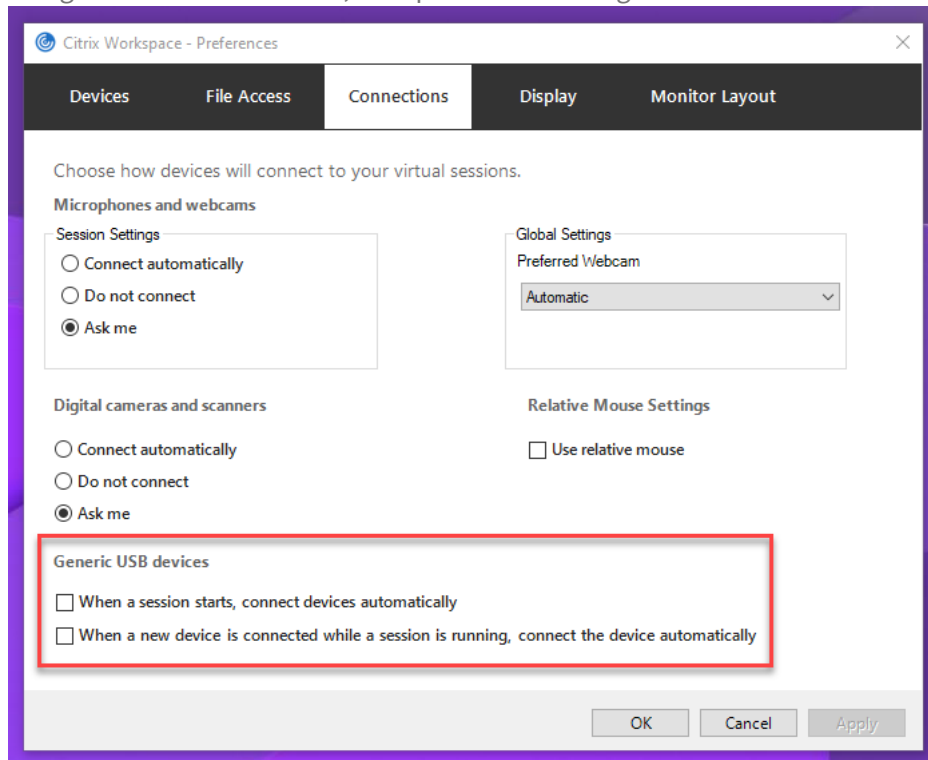 Citrix Workspace - Preferences
Devices File Access Connections Display Monitor Layout
Choose how devices will connect to your virtual sessions.
Microphones and webcams
Session Settings
Connect automatically
Do not connect
Ask me
Global Settings
Preferred Webcam
Automatic
Digital cameras and scanners
Connect automatically
Do not connect
Ask me
Relative Mouse Settings
Use relative mouse
Generic USB devices
When a session starts, connect devices automatically
When a new device is connected while a session is running, connect the device automatically
OK Cancel Apply